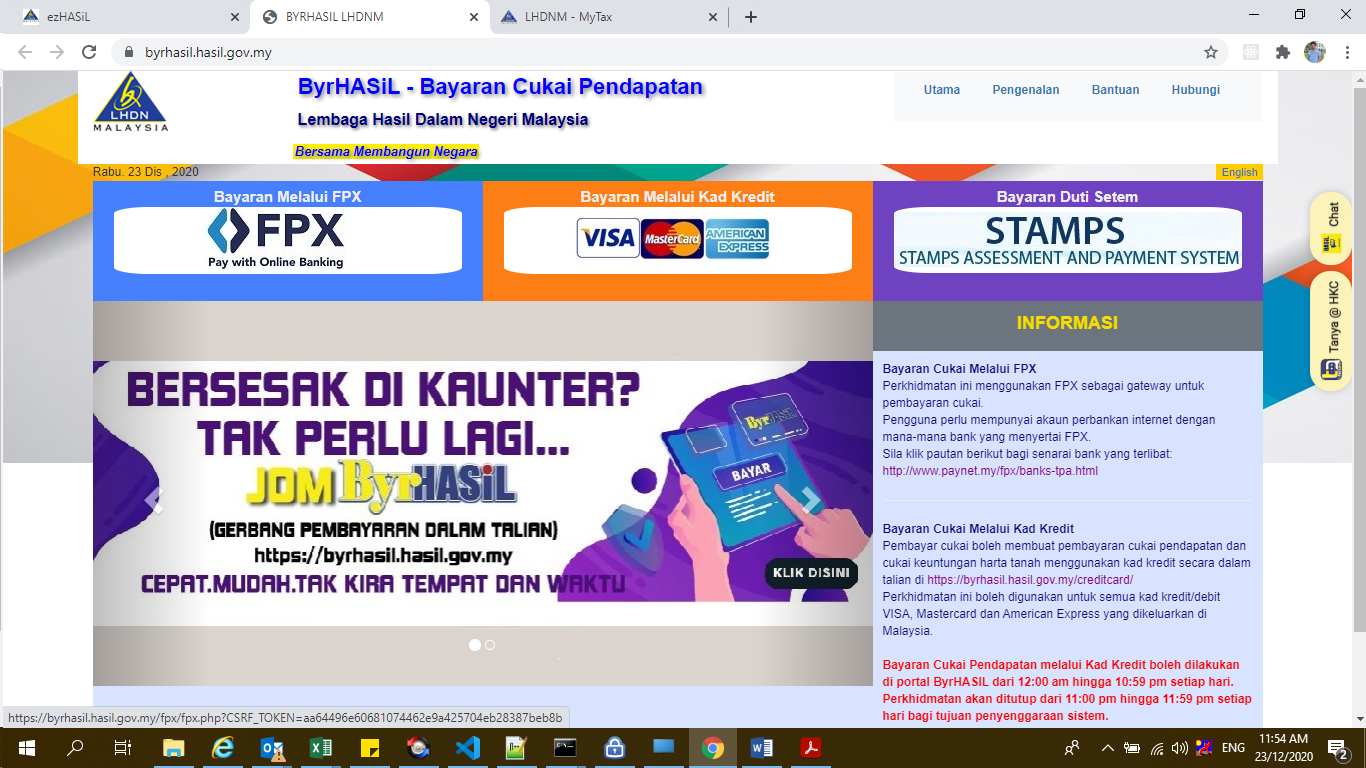 ezHASiL
BYRHASIL LHDNM
LHDNM - MyTax
byrhasil.hasil.gov.my
LHDN
MALAYSIA
ByrHASiL - Bayaran Cukai Pendapatan
Lembaga Hasil Dalam Negeri Malaysia
Bersama Membangun Negara
Utama Pengenalan Bantuan Hubungi
Rabu. 23 Dis , 2020
English
Bayaran Melalui FPX
FPX
Pay with Online Banking
Bayaran Melalui Kad Kredit
VISA MasterCard AMERICAN EXPRESS
Bayaran Duti Setem
STAMPS
STAMPS ASSESSMENT AND PAYMENT SYSTEM
Chat
Tanya @ HKC
BERSESAK DI KAUNTER?
TAK PERLU LAGI...
JOM ByrHASiL
(GERBANG PEMBAYARAN DALAM TALIAN)
https://byrhasil.hasil.gov.my
CEPAT.MUDAH.TAK KIRA TEMPAT DAN WAKTU
ByrHASiL
BAYAR
KLIK DISINI
INFORMASI
Bayaran Cukai Melalui FPX
Perkhidmatan ini menggunakan FPX sebagai gateway untuk
pembayaran cukai.
Pengguna perlu mempunyai akaun perbankan internet dengan
mana-mana bank yang menyertai FPX.
Sila klik pautan berikut bagi senarai bank yang terlibat:
http://www.paynet.my/fpx/banks-tpa.html
Bayaran Cukai Melalui Kad Kredit
Pembayar cukai boleh membuat pembayaran cukai pendapatan dan
cukai keuntungan harta tanah menggunakan kad kredit secara dalam
talian di https://byrhasil.hasil.gov.my/creditcard/
Perkhidmatan ini boleh digunakan untuk semua kad kredit/debit
VISA, Mastercard dan American Express yang dikeluarkan di
Malaysia.
Bayaran Cukai Pendapatan melalui Kad Kredit boleh dilakukan
di portal ByrHASIL dari 12:00 am hingga 10:59 pm setiap hari.
Perkhidmatan akan ditutup dari 11:00 pm hingga 11:59 pm setiap
hari bagi tujuan penyenggaraan sistem.
https://byrhasil.hasil.gov.my/fpx/fpx.php?CSRF_TOKEN=aa64496e60681074462e9a425704eb28387beb8b
ENG
11:54 AM
23/12/2020
2